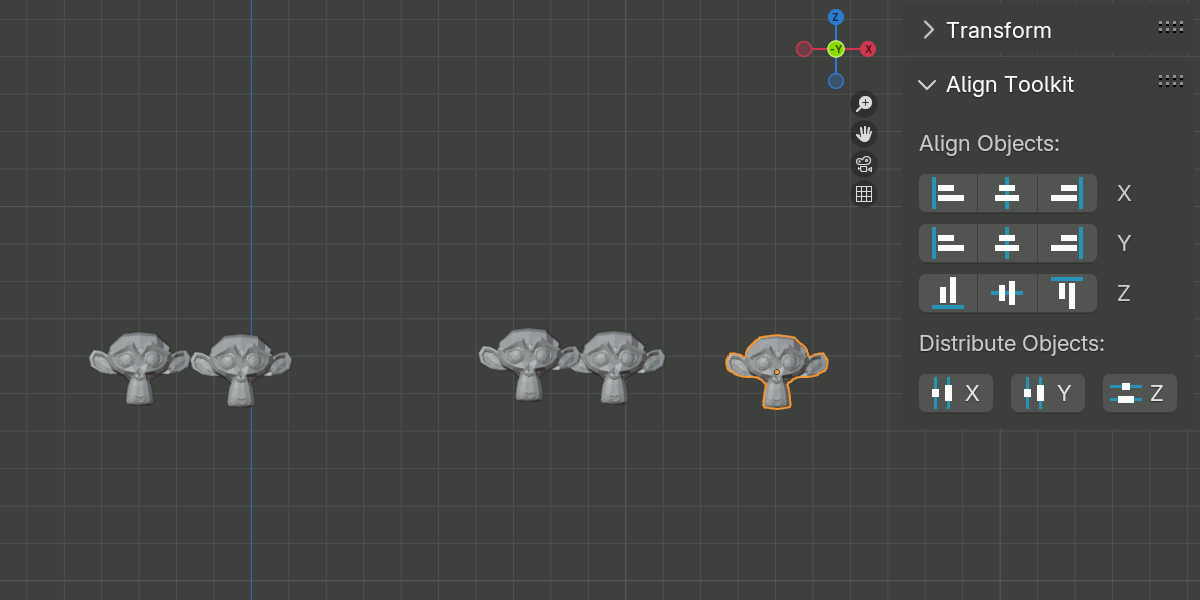 Z
-Y X
Transform
Align Toolkit
Align Objects:
X
Y
Z
Distribute Objects:
X Y Z